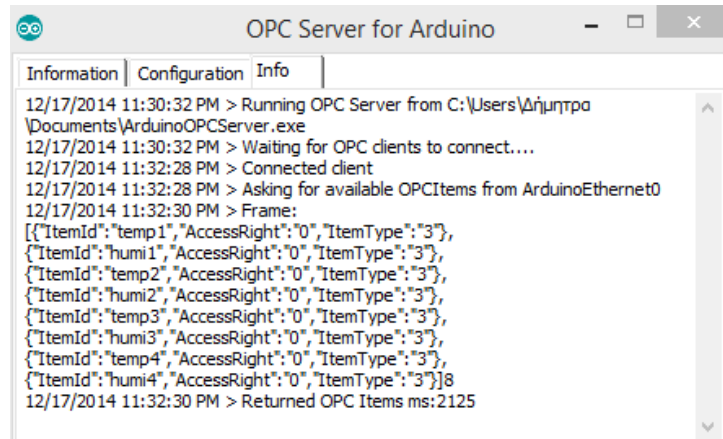 OPC Server for Arduino
Information Configuration Info
12/17/2014 11:30:32 PM > Running OPC Server from C:\Users\Δήμητρα
\Documents\ArduinoOPCServer.exe
12/17/2014 11:30:32 PM > Waiting for OPC clients to connect....
12/17/2014 11:32:28 PM > Connected client
12/17/2014 11:32:28 PM > Asking for available OPCItems from ArduinoEthernet0
12/17/2014 11:32:30 PM > Frame:
[{"ItemId":"temp1","AccessRight":"0","ItemType":"3"},
{"ItemId":"humi1","AccessRight":"0","ItemType":"3"},
{"ItemId":"temp2","AccessRight":"0","ItemType":"3"},
{"ItemId":"humi2","AccessRight":"0","ItemType":"3"},
{"ItemId":"temp3","AccessRight":"0","ItemType":"3"},
{"ItemId":"humi3","AccessRight":"0","ItemType":"3"},
{"ItemId":"temp4","AccessRight":"0","ItemType":"3"},
{"ItemId":"humi4","AccessRight":"0","ItemType":"3"}]8
12/17/2014 11:32:30 PM > Returned OPC Items ms:2125